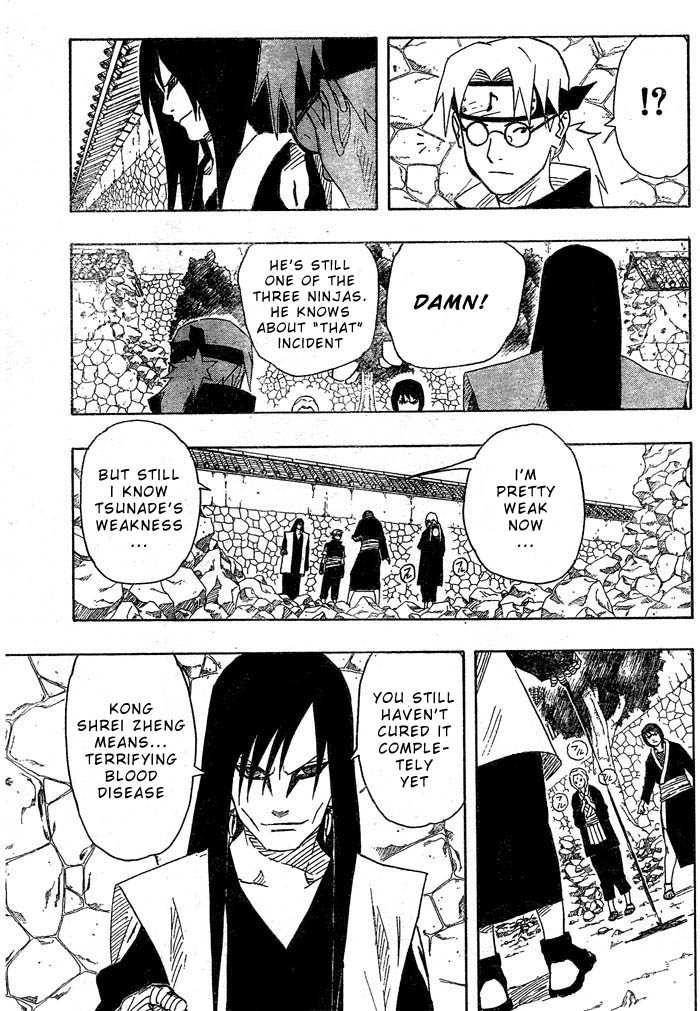 !?
DAMN!
HE'S STILL
ONE OF THE
THREE NINJAS.
HE KNOWS
ABOUT "THAT"
INCIDENT
I'M
PRETTY
WEAK
NOW
...
BUT STILL
I KNOW
TSUNADE'S
WEAKNESS
...
YOU STILL
HAVEN'T
CURED IT
COMPLE-
TELY
YET
KONG
SHREI ZHENG
MEANS...
TERRIFYING
BLOOD
DISEASE